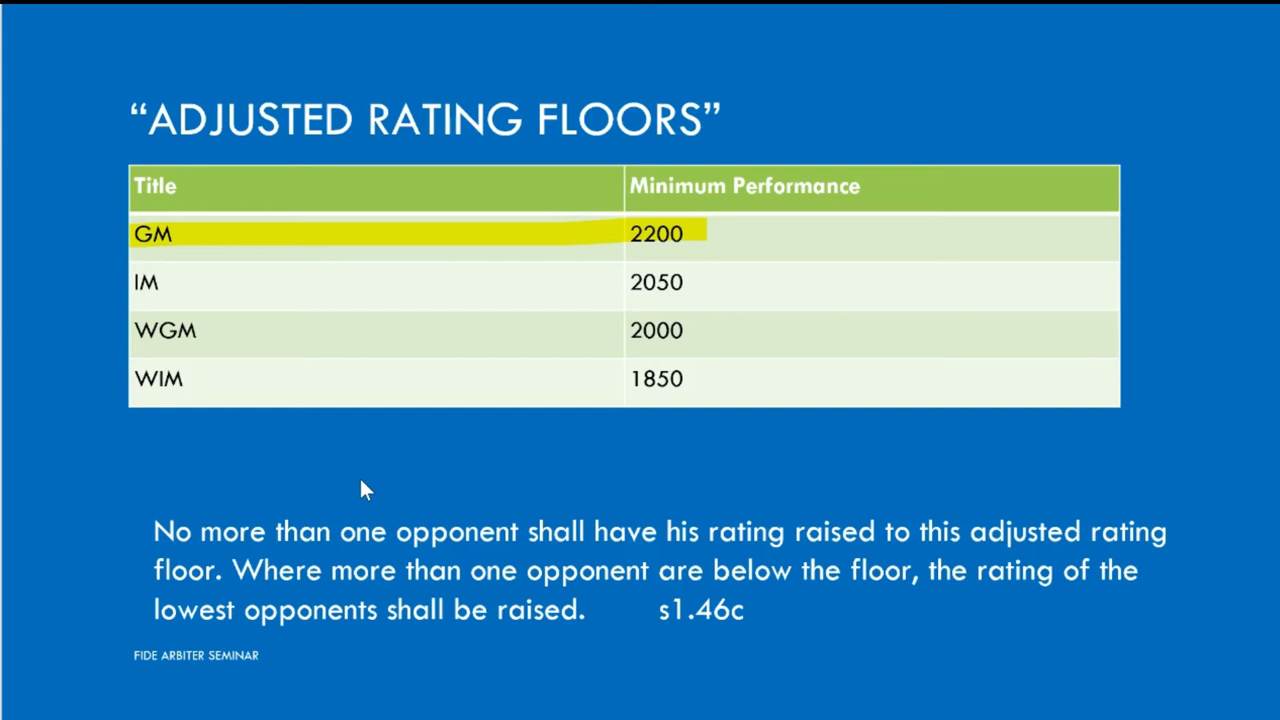 “ADJUSTED RATING FLOORS”
Title Minimum Performance
GM 2200
IM 2050
WGM 2000
WIM 1850
No more than one opponent shall have his rating raised to this adjusted rating
floor. Where more than one opponent are below the floor, the rating of the
lowest opponents shall be raised. s1.46c
FIDE ARBITER SEMINAR